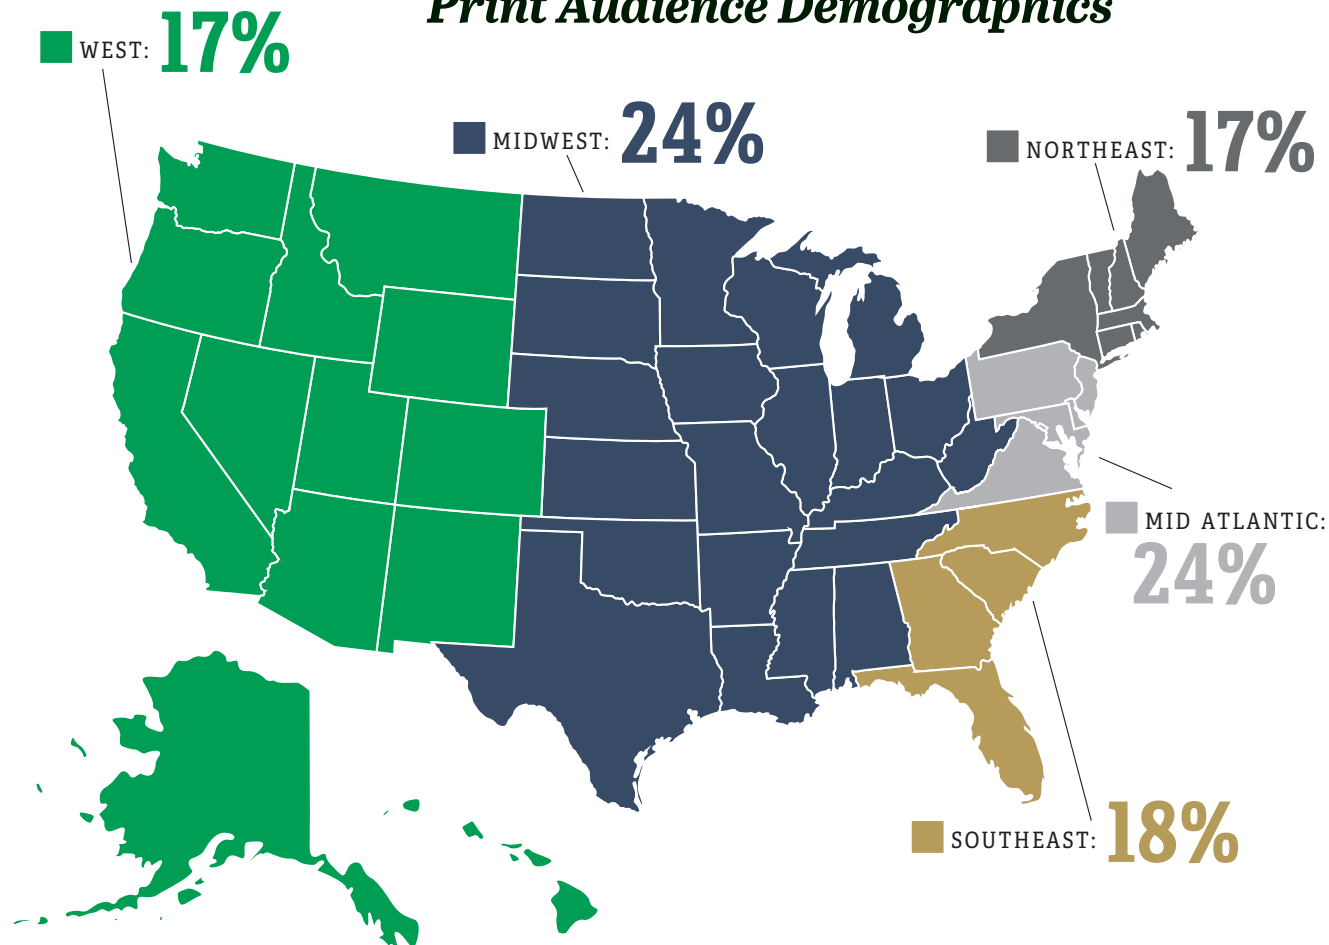 Print Audience Demographics
WEST: 17%
MIDWEST: 24%
NORTHEAST: 17%
MID ATLANTIC:
24%
SOUTHEAST: 18%